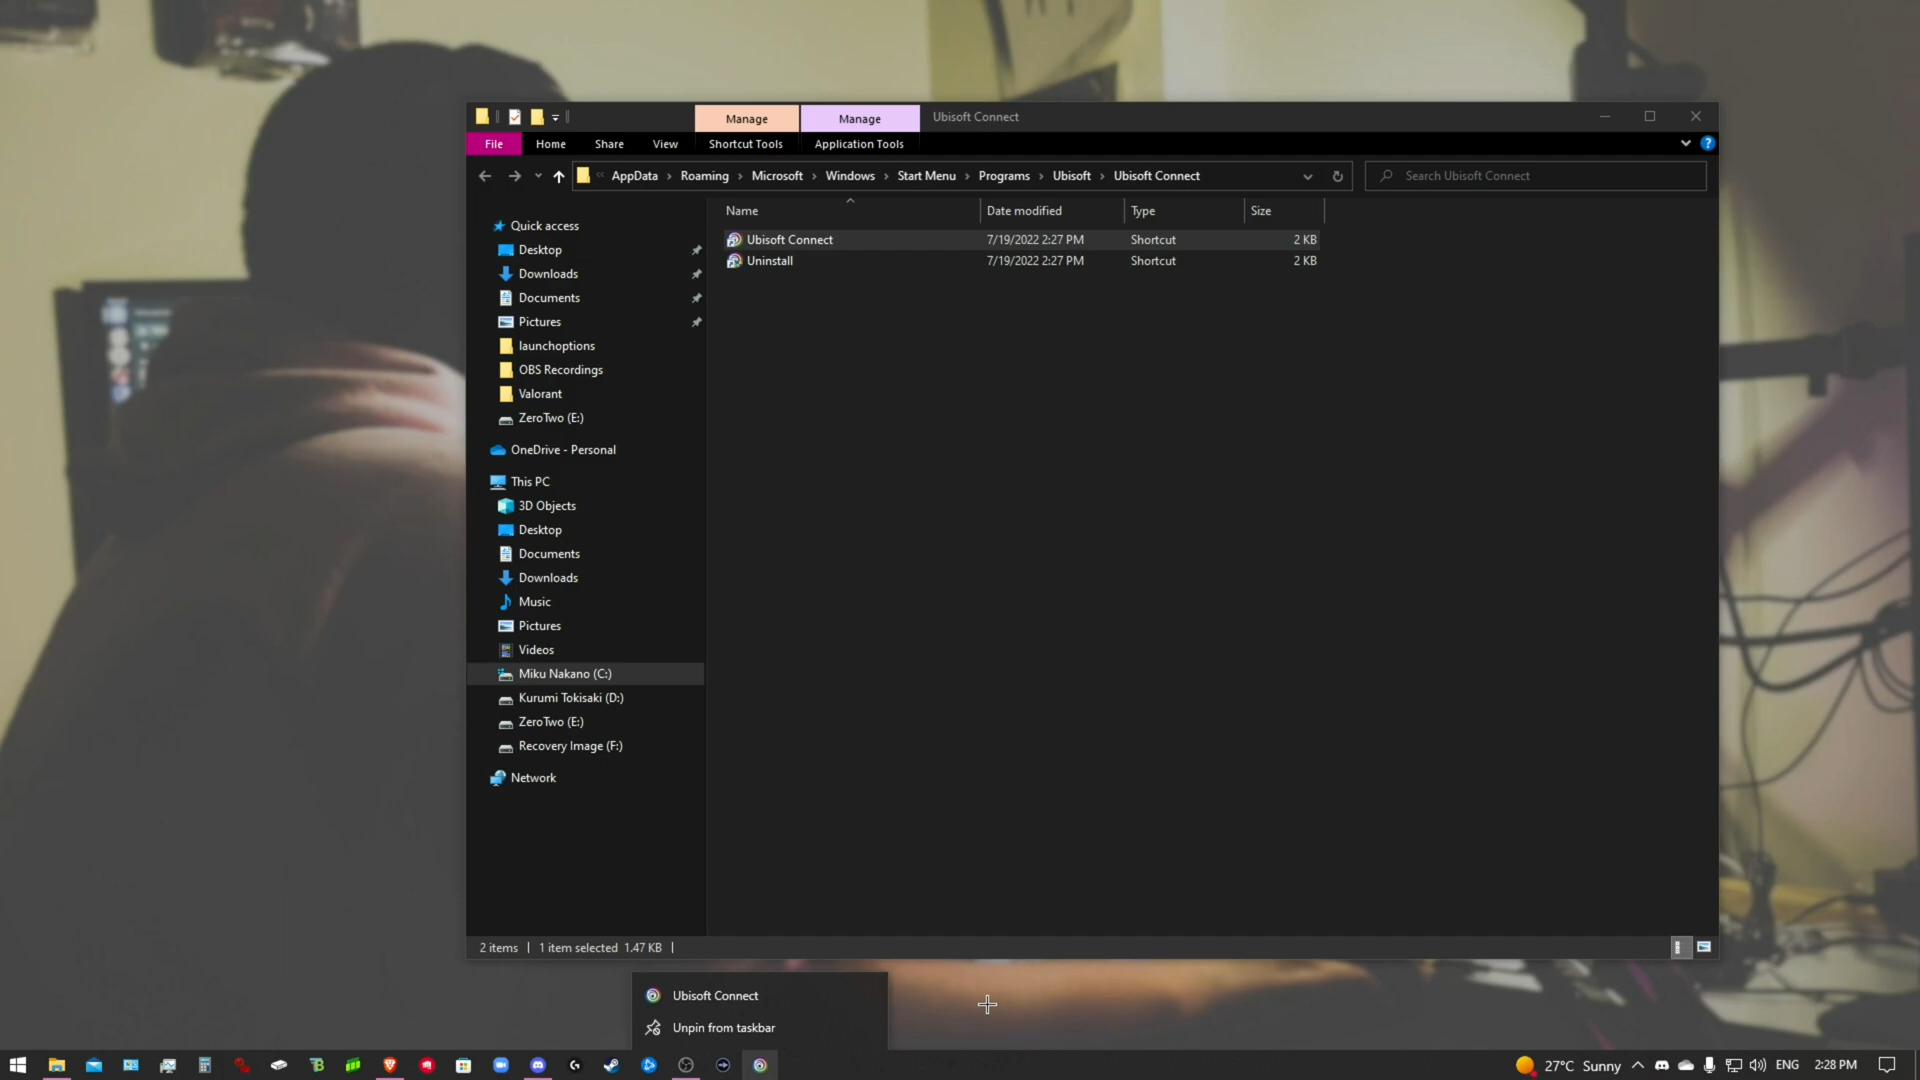 Manage
Manage
Ubisoft Connect
File
Home
Share
View
Shortcut Tools
Application Tools
?
AppData › Roaming › Microsoft › Windows › Start Menu › Programs › Ubisoft › Ubisoft Connect
Search Ubisoft Connect
Name
Date modified
Type
Size
Ubisoft Connect
7/19/2022 2:27 PM
Shortcut
2 KB
Uninstall
7/19/2022 2:27 PM
Shortcut
2 KB
Quick access
Desktop
Downloads
Documents
Pictures
launchoptions
OBS Recordings
Valorant
ZeroTwo (E:)
OneDrive - Personal
This PC
3D Objects
Desktop
Documents
Downloads
Music
Pictures
Videos
Miku Nakano (C:)
Kurumi Tokisaki (D:)
ZeroTwo (E:)
Recovery Image (F:)
Network
2 items
1 item selected 1.47 KB
Ubisoft Connect
Unpin from taskbar
27°C Sunny
ENG
2:28 PM